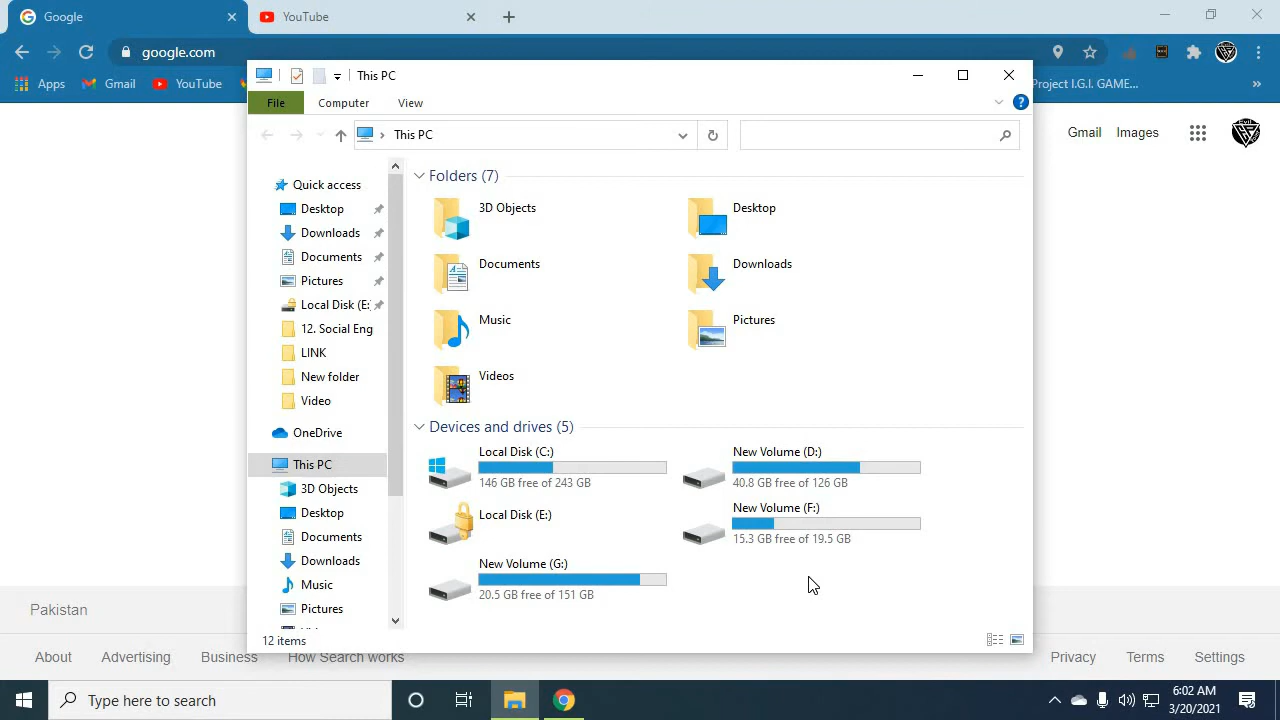 Google
YouTube
google.com
Apps
Gmail
YouTube
Project I.G.I GAME...
This PC
File
Computer
View
This PC
Gmail
Images
Quick access
Desktop
Downloads
Documents
Pictures
Local Disk (E:
12. Social Eng
LINK
New folder
Video
OneDrive
This PC
3D Objects
Desktop
Documents
Downloads
Music
Pictures
Folders (7)
3D Objects
Desktop
Documents
Downloads
Music
Pictures
Videos
Devices and drives (5)
Local Disk (C:)
146 GB free of 243 GB
New Volume (D:)
40.8 GB free of 126 GB
Local Disk (E:)
New Volume (F:)
15.3 GB free of 19.5 GB
New Volume (G:)
20.5 GB free of 151 GB
12 items
Pakistan
About
Advertising
Business
How Search works
Privacy
Terms
Settings
Type here to search
6:02 AM
3/20/2021